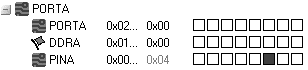 PORTA
PORTA 0x02... 0x00
DDRA 0x01... 0x00
PINA 0x00... 0x04